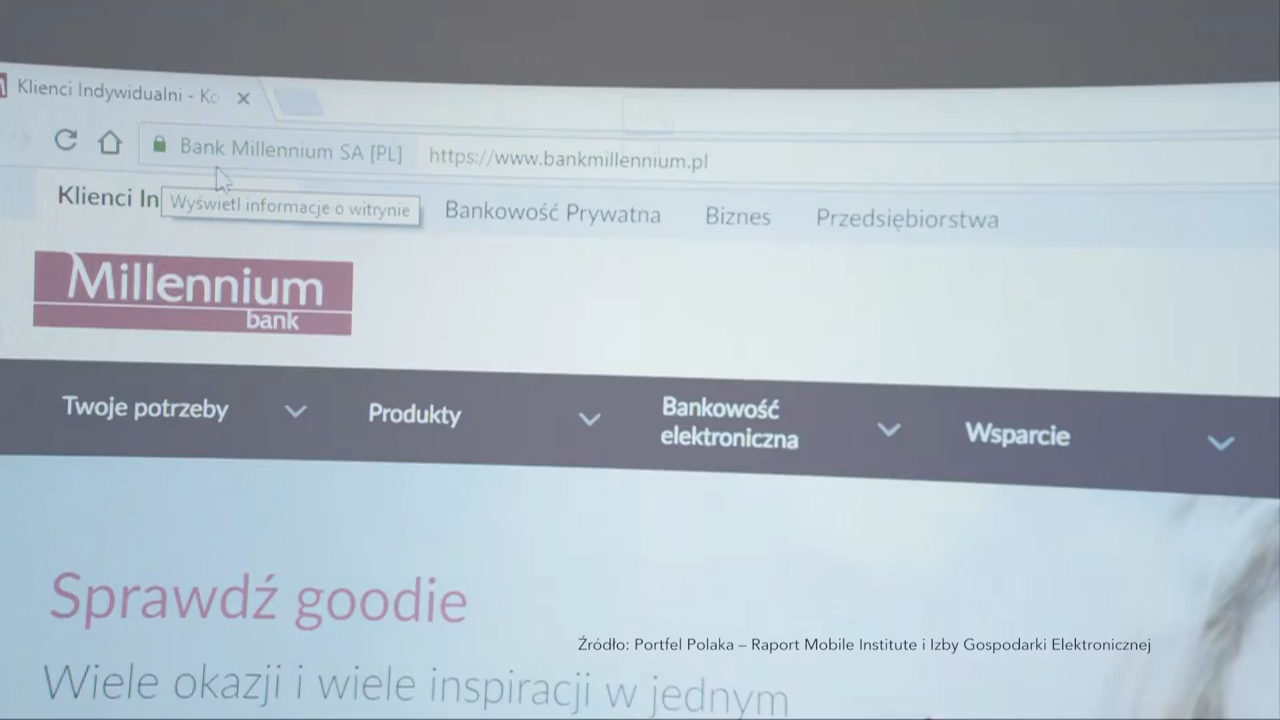 Klienci Indywidualni - Ko
Bank Millennium SA [PL] https://www.bankmillennium.pl
Klienci In
Wyświetl informacje o witrynie
Bankowość Prywatna Biznes Przedsiębiorstwa
Millennium
bank
Twoje potrzeby
Produkty
Bankowość
elektroniczna
Wsparcie
Sprawdź goodie
Źródło: Portfel Polaka – Raport Mobile Institute i Izby Gospodarki Elektronicznej
Wiele okazji i wiele inspiracji w jednym